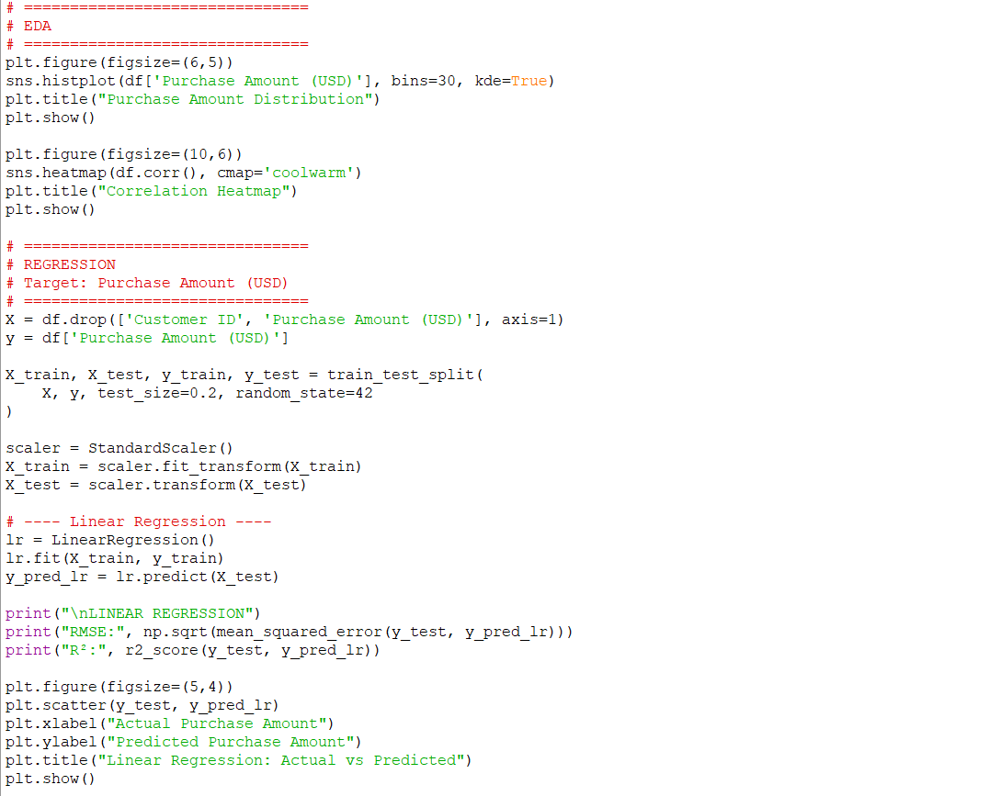 # ===============================
# EDA
# ===============================
plt.figure(figsize=(6,5))
sns.histplot(df['Purchase Amount (USD)'], bins=30, kde=True)
plt.title("Purchase Amount Distribution")
plt.show()

plt.figure(figsize=(10,6))
sns.heatmap(df.corr(), cmap='coolwarm')
plt.title("Correlation Heatmap")
plt.show()

# ===============================
# REGRESSION
# Target: Purchase Amount (USD)
# ===============================
X = df.drop(['Customer ID', 'Purchase Amount (USD)'], axis=1)
y = df['Purchase Amount (USD)']

X_train, X_test, y_train, y_test = train_test_split(
    X, y, test_size=0.2, random_state=42
)

scaler = StandardScaler()
X_train = scaler.fit_transform(X_train)
X_test = scaler.transform(X_test)

# ---- Linear Regression ----
lr = LinearRegression()
lr.fit(X_train, y_train)
y_pred_lr = lr.predict(X_test)

print("\nLINEAR REGRESSION")
print("RMSE:", np.sqrt(mean_squared_error(y_test, y_pred_lr)))
print("R²:", r2_score(y_test, y_pred_lr))

plt.figure(figsize=(5,4))
plt.scatter(y_test, y_pred_lr)
plt.xlabel("Actual Purchase Amount")
plt.ylabel("Predicted Purchase Amount")
plt.title("Linear Regression: Actual vs Predicted")
plt.show()